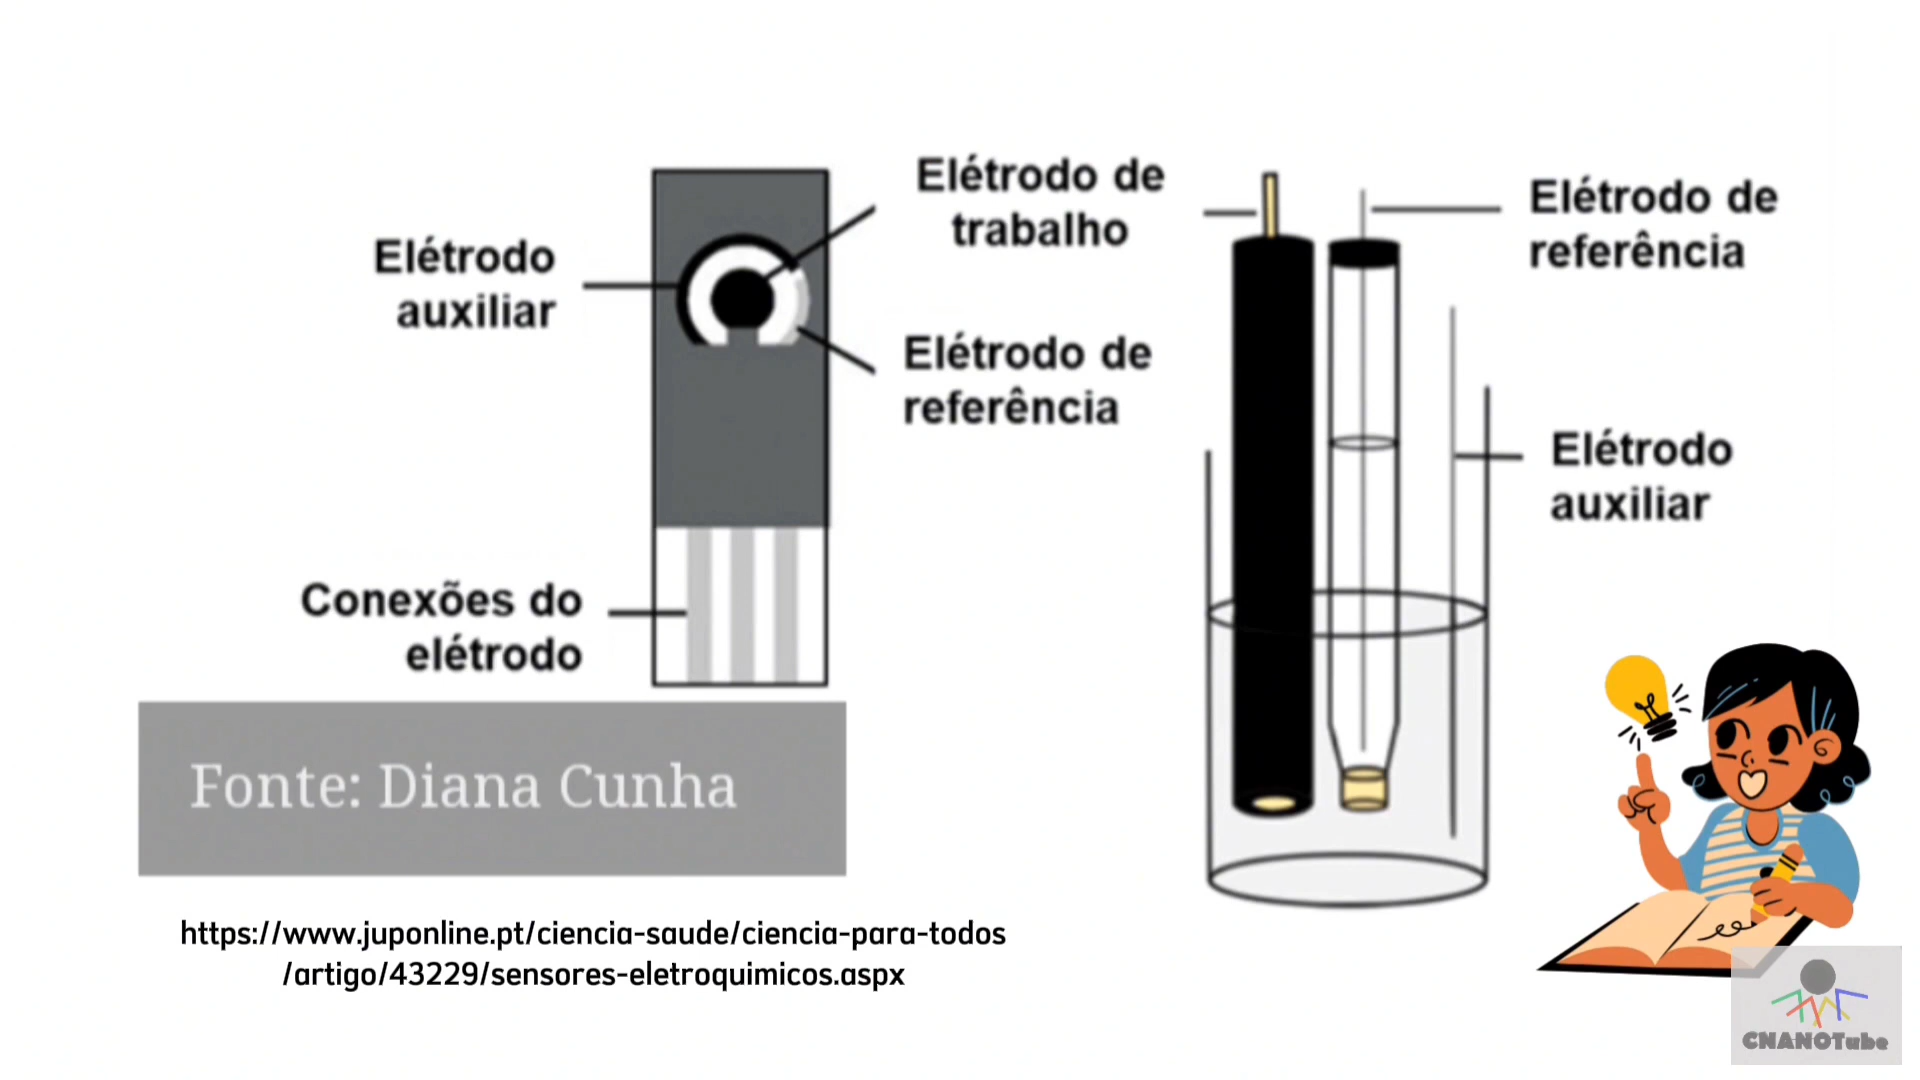 Elétrodo
auxiliar
Elétrodo de
trabalho
Elétrodo de
referência
Conexões do
elétrodo
Elétrodo de
referência
Elétrodo
auxiliar
Fonte: Diana Cunha
https://www.juponline.pt/ciencia-saude/ciencia-para-todos
/artigo/43229/sensores-eletroquimicos.aspx
CNANOTube